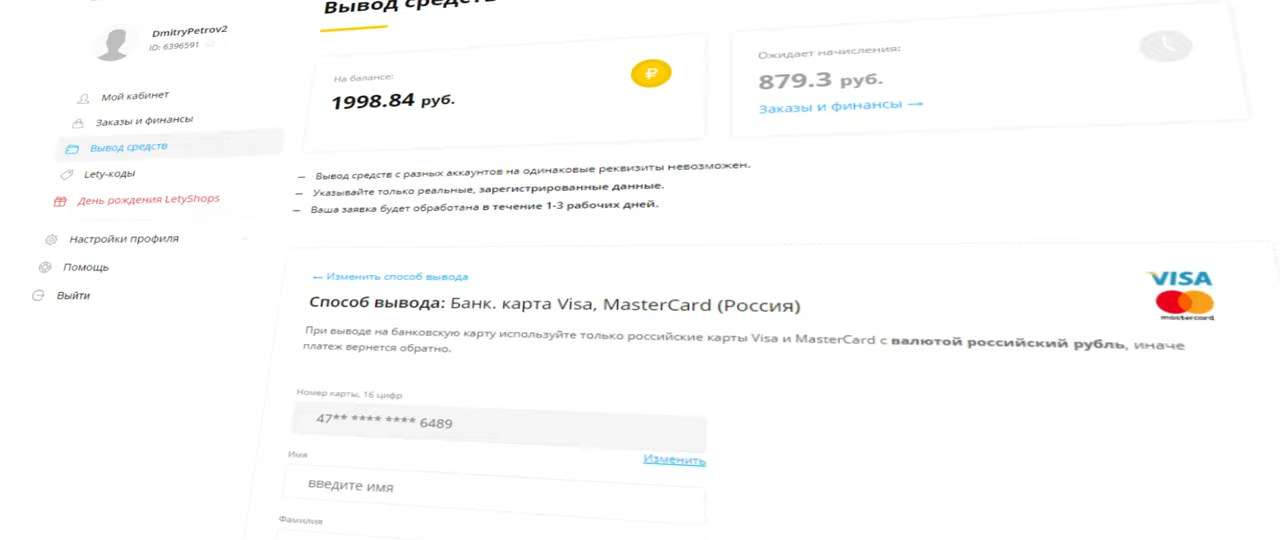 Вывод средств
DmitryPetrov2
ID: 6396591
Мой кабинет
Заказы и финансы
Вывод средств
Lety-коды
День рождения LetyShops
Настройки профиля
Помощь
Выйти
На балансе:
1998.84 руб.
₽
Ожидает начисления:
879.3 руб.
Заказы и финансы →
— Вывод средств с разных аккаунтов на одинаковые реквизиты невозможен.
— Указывайте только реальные, зарегистрированные данные.
— Ваша заявка будет обработана в течение 1-3 рабочих дней.
← Изменить способ вывода
Способ вывода: Банк. карта Visa, MasterCard (Россия)
VISA
mastercard
При выводе на банковскую карту используйте только российские карты Visa и MasterCard с валютой российский рубль, иначе
платеж вернется обратно.
Номер карты, 16 цифр
47** **** **** 6489
Изменить
Имя
введите имя
Фамилия